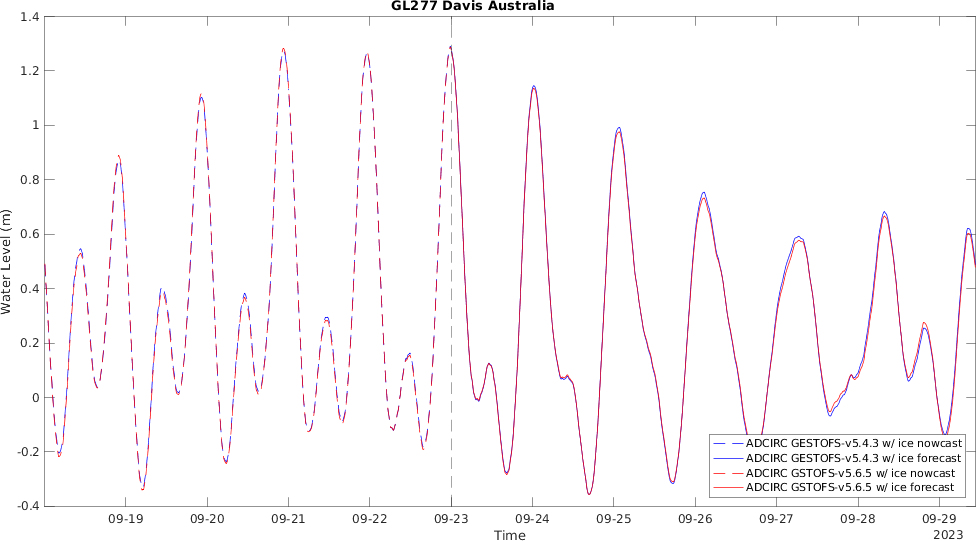 GL277 Davis Australia
1.4
1.2
1
0.8
0.6
0.4
0.2
0
-0.2
-0.4
Water Level (m)
09-19 09-20 09-21 09-22 09-23 09-24 09-25 09-26 09-27 09-28 09-29
Time
2023
ADCIRC GESTOFS-v5.4.3 w/ ice nowcast
ADCIRC GESTOFS-v5.4.3 w/ ice forecast
ADCIRC GSTOFS-v5.6.5 w/ ice nowcast
ADCIRC GSTOFS-v5.6.5 w/ ice forecast